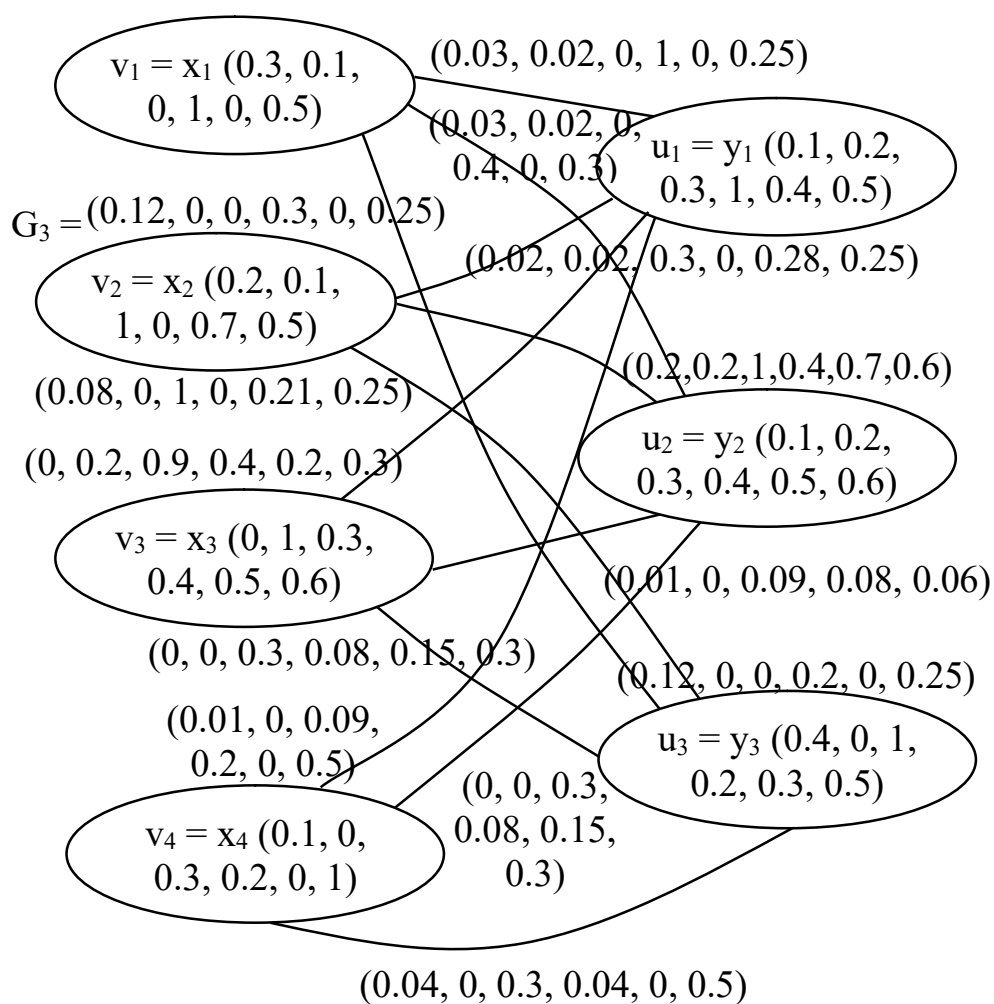 v₁ = x₁ (0.3, 0.1,
0, 1, 0, 0.5)
(0.03, 0.02, 0, 1, 0, 0.25)
(0.03, 0.02, 0,
0.4, 0, 0.3)
u₁ = y₁ (0.1, 0.2,
0.3, 1, 0.4, 0.5)
G₃ =
(0.12, 0, 0, 0.3, 0, 0.25)
v₂ = x₂ (0.2, 0.1,
1, 0, 0.7, 0.5)
(0.02, 0.02, 0.3, 0, 0.28, 0.25)
(0.2,0.2,1,0.4,0.7,0.6)
(0.08, 0, 1, 0, 0.21, 0.25)
u₂ = y₂ (0.1, 0.2,
0.3, 0.4, 0.5, 0.6)
(0, 0.2, 0.9, 0.4, 0.2, 0.3)
v₃ = x₃ (0, 1, 0.3,
0.4, 0.5, 0.6)
(0.01, 0, 0.09, 0.08, 0.06)
(0, 0, 0.3, 0.08, 0.15, 0.3)
(0.12, 0, 0, 0.2, 0, 0.25)
(0.01, 0, 0.09,
0.2, 0, 0.5)
u₃ = y₃ (0.4, 0, 1,
0.2, 0.3, 0.5)
(0, 0, 0.3,
0.08, 0.15,
0.3)
v₄ = x₄ (0.1, 0,
0.3, 0.2, 0, 1)
(0.04, 0, 0.3, 0.04, 0, 0.5)